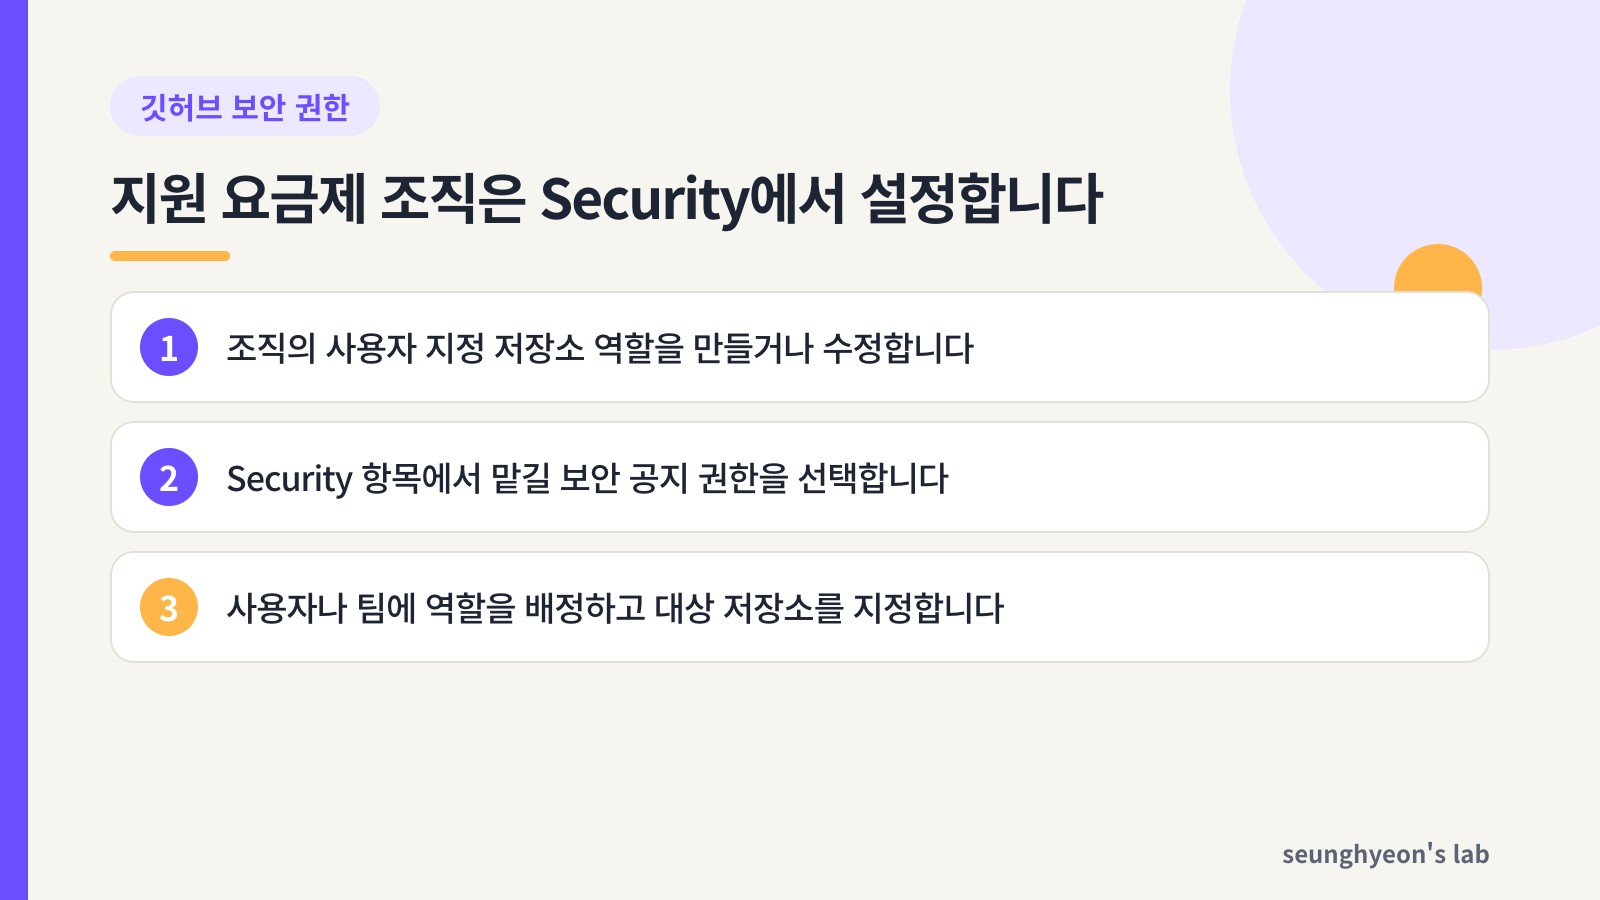 깃허브 보안 권한
지원 요금제 조직은 Security에서 설정합니다
1 조직의 사용자 지정 저장소 역할을 만들거나 수정합니다
2 Security 항목에서 맡길 보안 공지 권한을 선택합니다
3 사용자나 팀에 역할을 배정하고 대상 저장소를 지정합니다
seunghyeon's lab